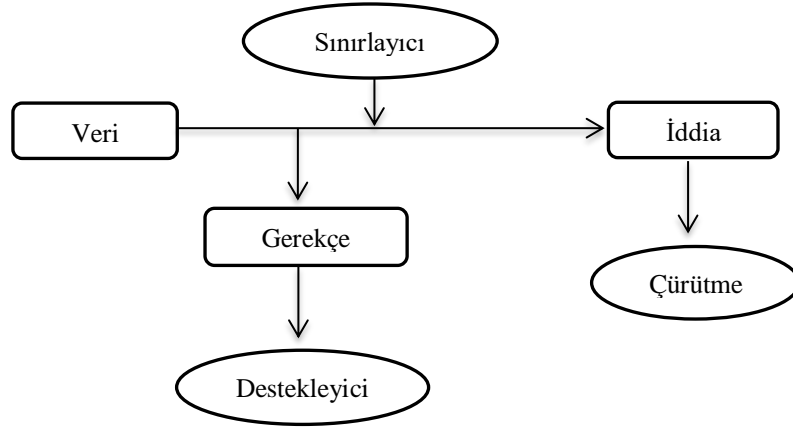 Sınırlayıcı
Veri
İddia
Gerekçe
Çürütme
Destekleyici